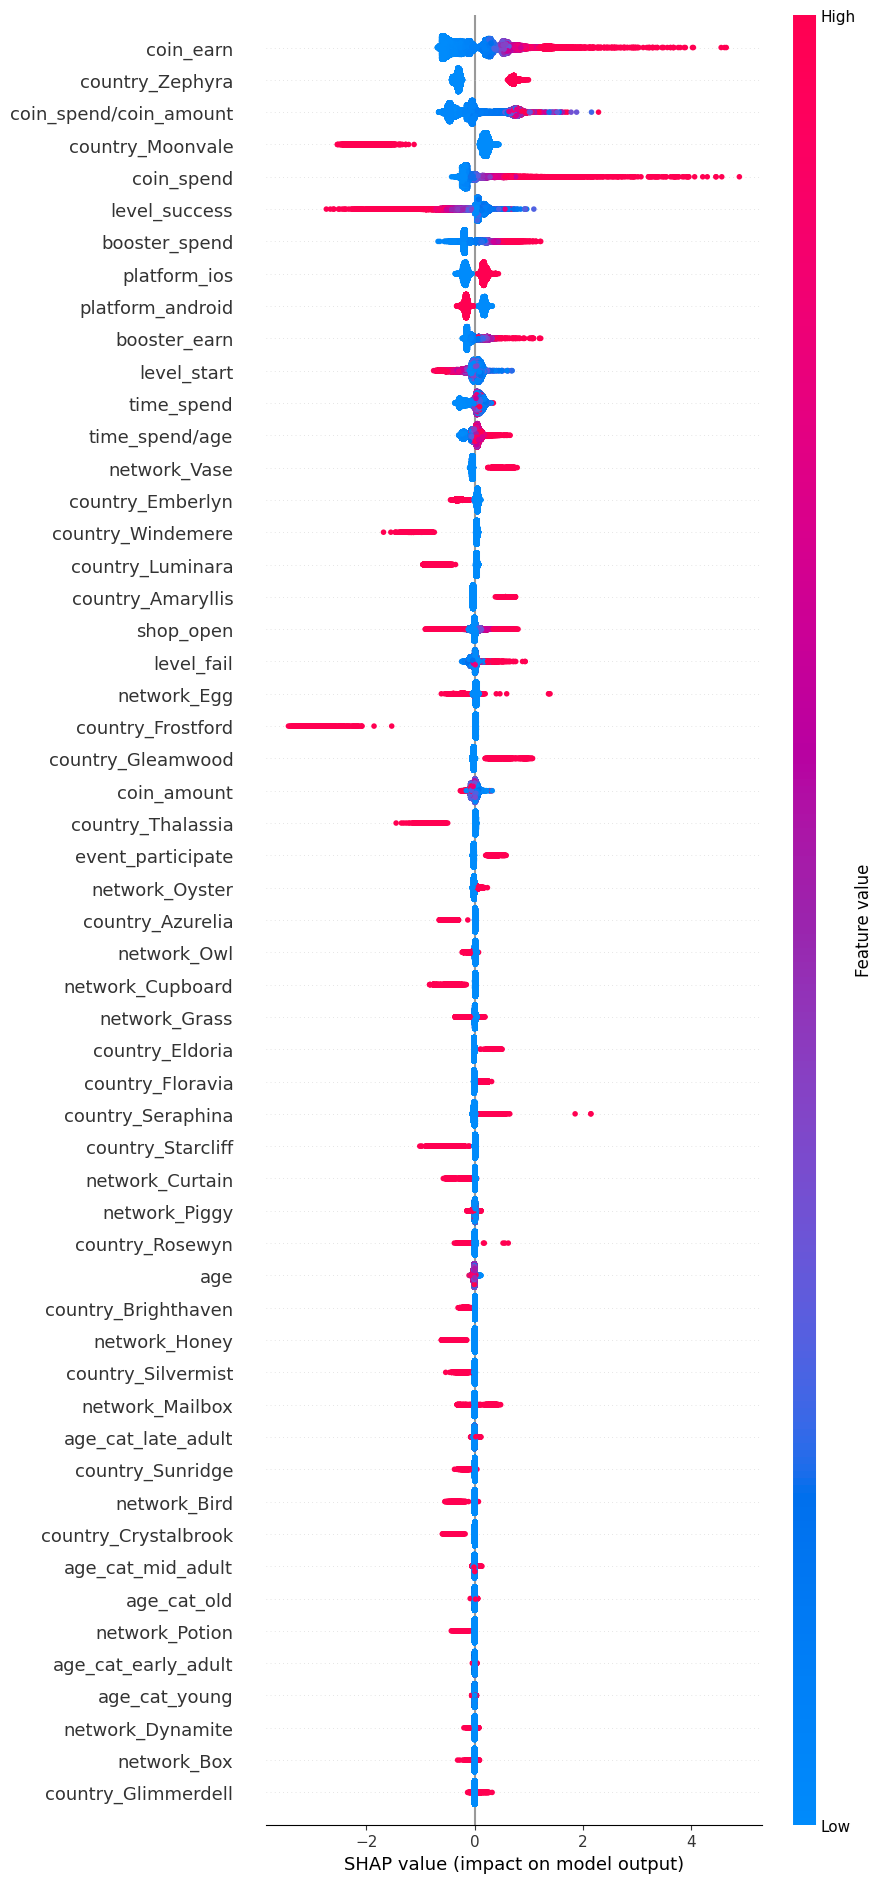 High
coin_earn
country_Zephyra
coin_spend/coin_amount
country_Moonvale
coin_spend
level_success
booster_spend
platform_ios
platform_android
booster_earn
level_start
time_spend
time_spend/age
network_Vase
country_Emberlyn
country_Windemere
country_Luminara
country_Amaryllis
shop_open
level_fail
network_Egg
country_Frostford
country_Gleamwood
coin_amount
country_Thalassia
event_participate
network_Oyster
country_Azurelia
network_Owl
network_Cupboard
network_Grass
country_Eldoria
country_Floravia
country_Seraphina
country_Starcliff
network_Curtain
network_Piggy
country_Rosewyn
age
country_Brighthaven
network_Honey
country_Silvermist
network_Mailbox
age_cat_late_adult
country_Sunridge
network_Bird
country_Crystalbrook
age_cat_mid_adult
age_cat_old
network_Potion
age_cat_early_adult
age_cat_young
network_Dynamite
network_Box
country_Glimmerdell
Feature value
Low
−2 0 2 4
SHAP value (impact on model output)